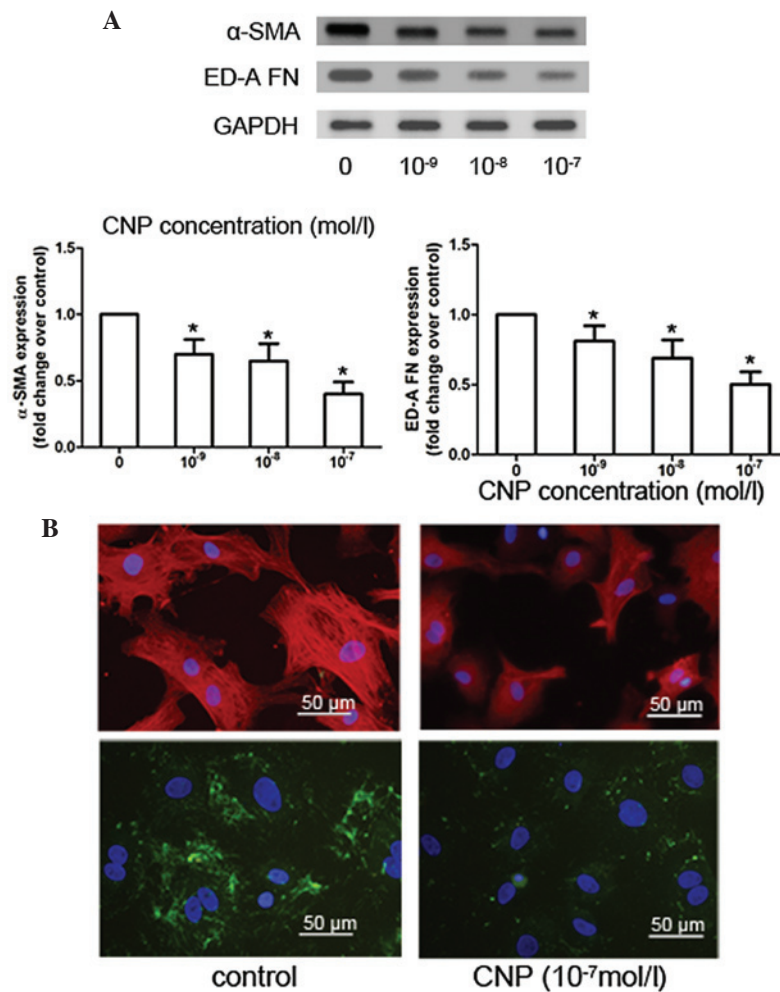 A
α-SMA
ED-A FN
GAPDH
0 10⁻⁹ 10⁻⁸ 10⁻⁷
CNP concentration (mol/l)
α-SMA expression
(fold change over control)
1.5
1.0
0.5
0.0
* * *
0 10⁻⁹ 10⁻⁸ 10⁻⁷
ED-A FN expression
(fold change over control)
1.5
1.0
0.5
0.0
* * *
0 10⁻⁹ 10⁻⁸ 10⁻⁷
CNP concentration (mol/l)
B
50 µm
50 µm
50 µm
50 µm
control
CNP (10⁻⁷mol/l)